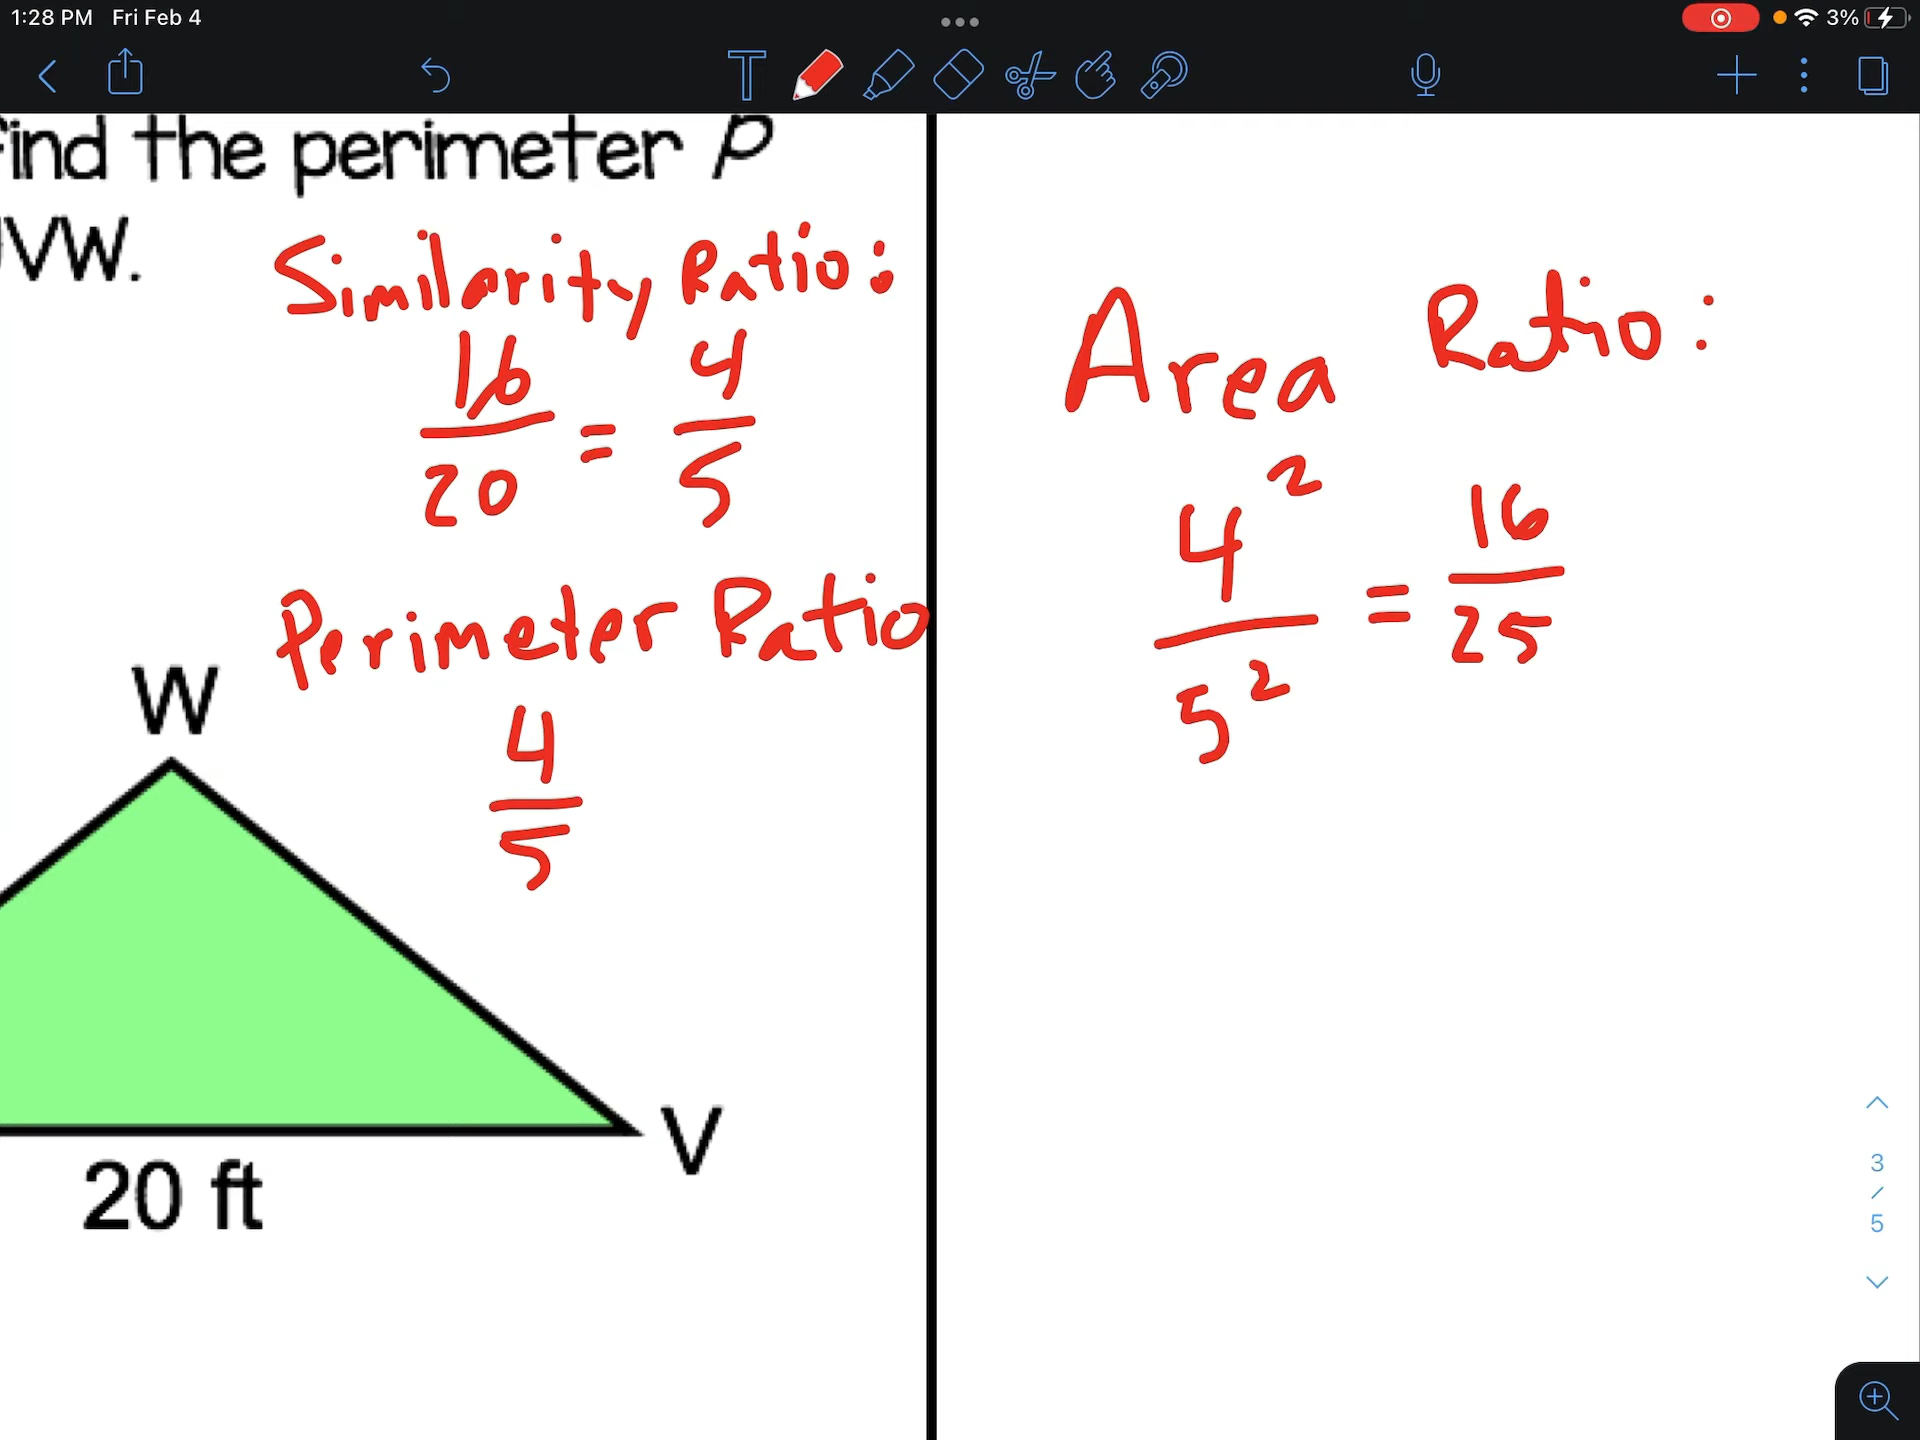 1:28 PM Fri Feb 4
3%
find the perimeter P
VW.
Similarity Ratio:
16/20 = 4/5
Perimeter Ratio
4/5
W
V
20 ft
Area Ratio:
4²/5² = 16/25
3
/
5